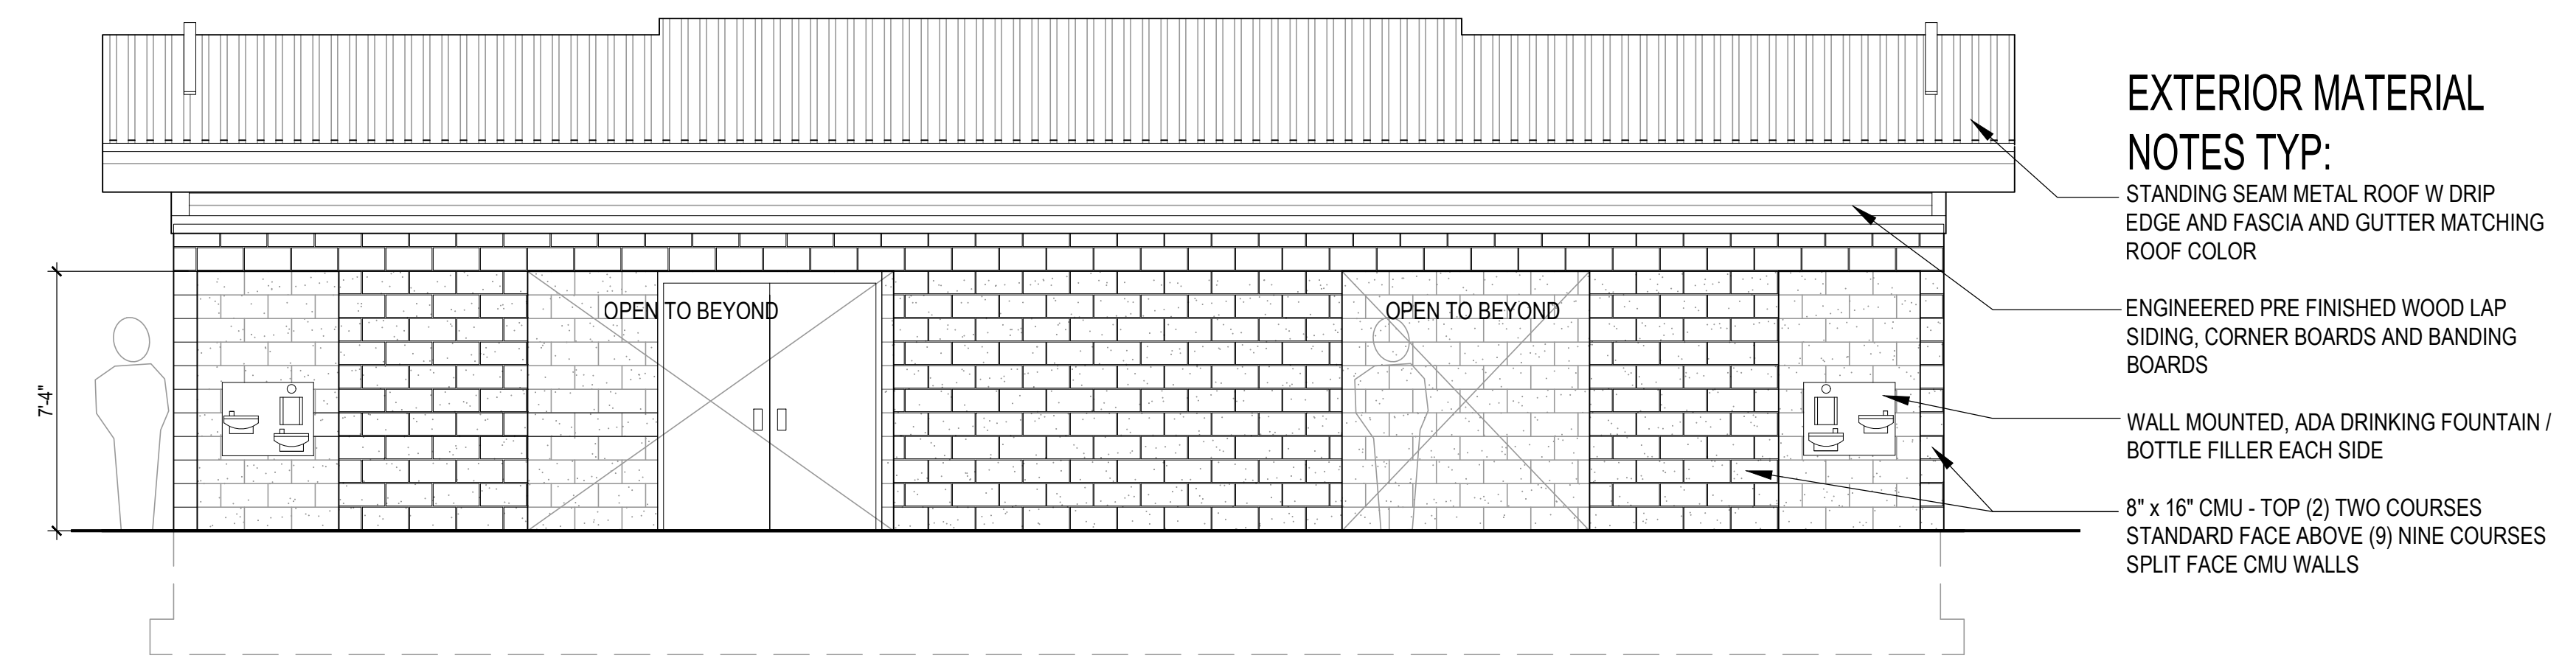 EXTERIOR MATERIAL
NOTES TYP:
STANDING SEAM METAL ROOF W DRIP
EDGE AND FASCIA AND GUTTER MATCHING
ROOF COLOR
ENGINEERED PRE FINISHED WOOD LAP
SIDING, CORNER BOARDS AND BANDING
BOARDS
WALL MOUNTED, ADA DRINKING FOUNTAIN /
BOTTLE FILLER EACH SIDE
8" x 16" CMU - TOP (2) TWO COURSES
STANDARD FACE ABOVE (9) NINE COURSES
SPLIT FACE CMU WALLS
OPEN TO BEYOND
OPEN TO BEYOND
7'-4"